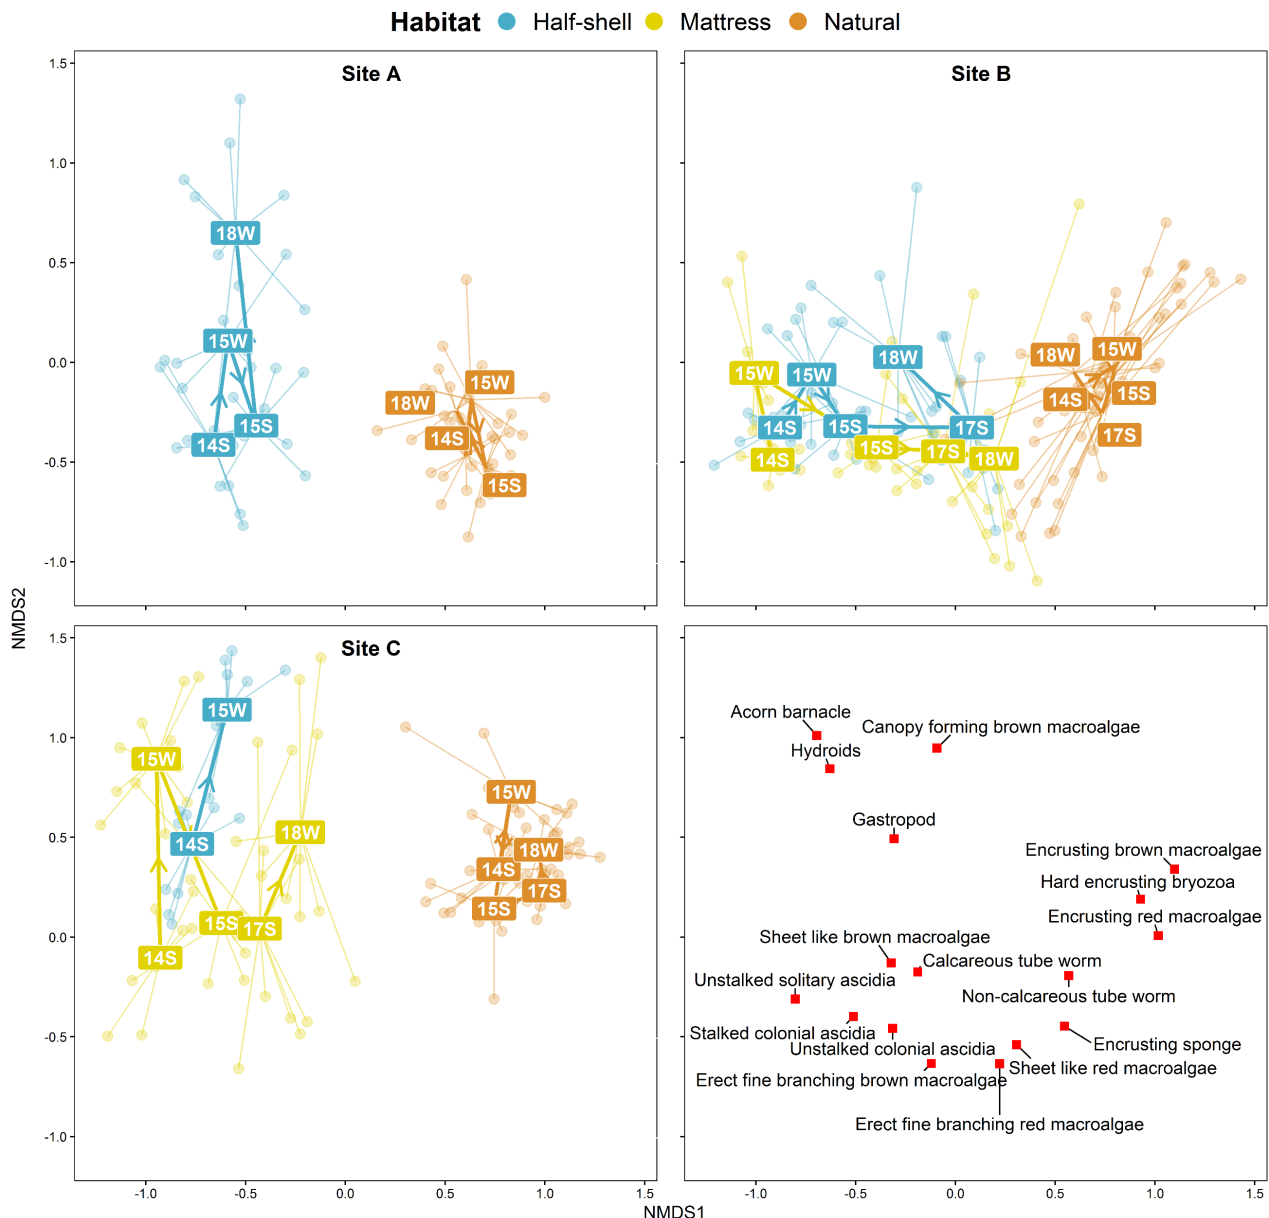 Habitat Half-shell Mattress Natural
Site A
Site B
1.5
1.0
0.5
0.0
-0.5
-1.0
18W
15W
15S
14S
15W
18W
14S
15S
15W
14S
15W
14S
15S
18W
17S
15S
17S
18W
18W
15W
14S
15S
17S
NMDS2
Site C
1.5
1.0
0.5
0.0
-0.5
-1.0
15W
15W
14S
18W
15S
17S
14S
15W
18W
14S
17S
15S
Acorn barnacle
Canopy forming brown macroalgae
Hydroids
Gastropod
Encrusting brown macroalgae
Hard encrusting bryozoa
Encrusting red macroalgae
Sheet like brown macroalgae
Calcareous tube worm
Unstalked solitary ascidia
Non-calcareous tube worm
Stalked colonial ascidia
Unstalked colonial ascidia
Encrusting sponge
Sheet like red macroalgae
Erect fine branching brown macroalgae
Erect fine branching red macroalgae
-1.0 -0.5 0.0 0.5 1.0 1.5
-1.0 -0.5 0.0 0.5 1.0 1.5
NMDS1